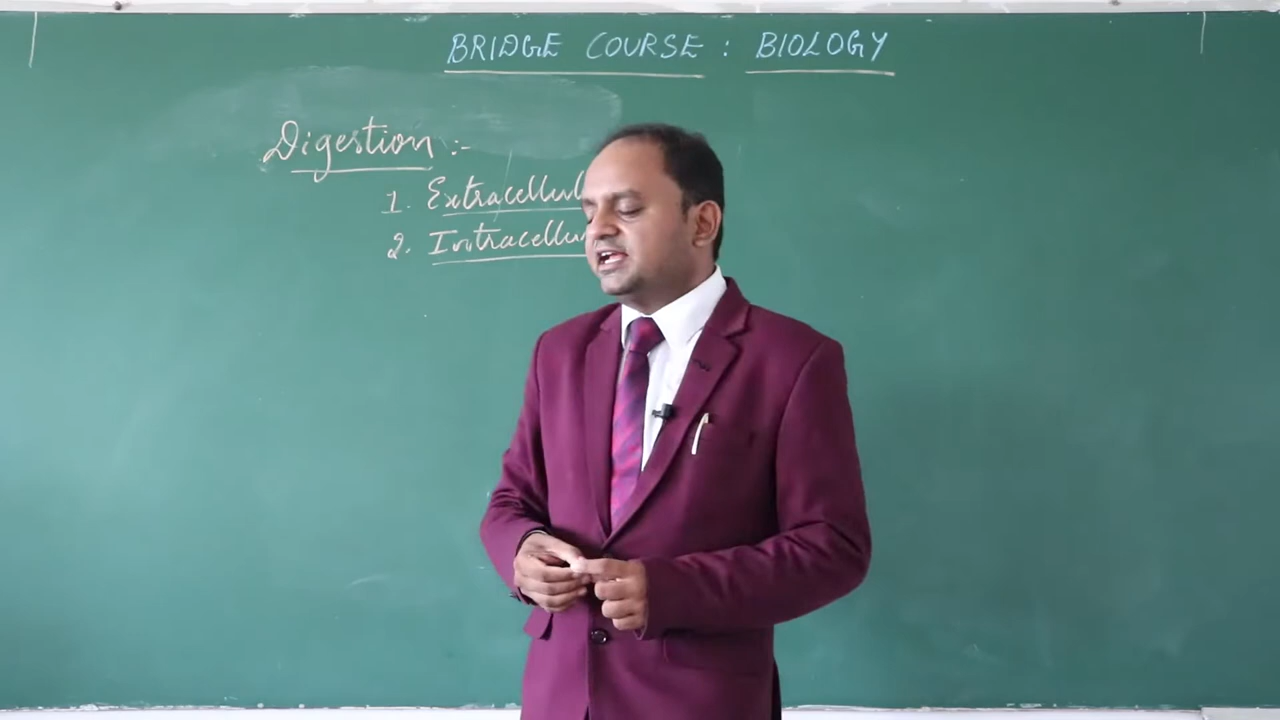 BRIDGE COURSE : BIOLOGY
Digestion :-
1. Extracellul
2. Intracellu